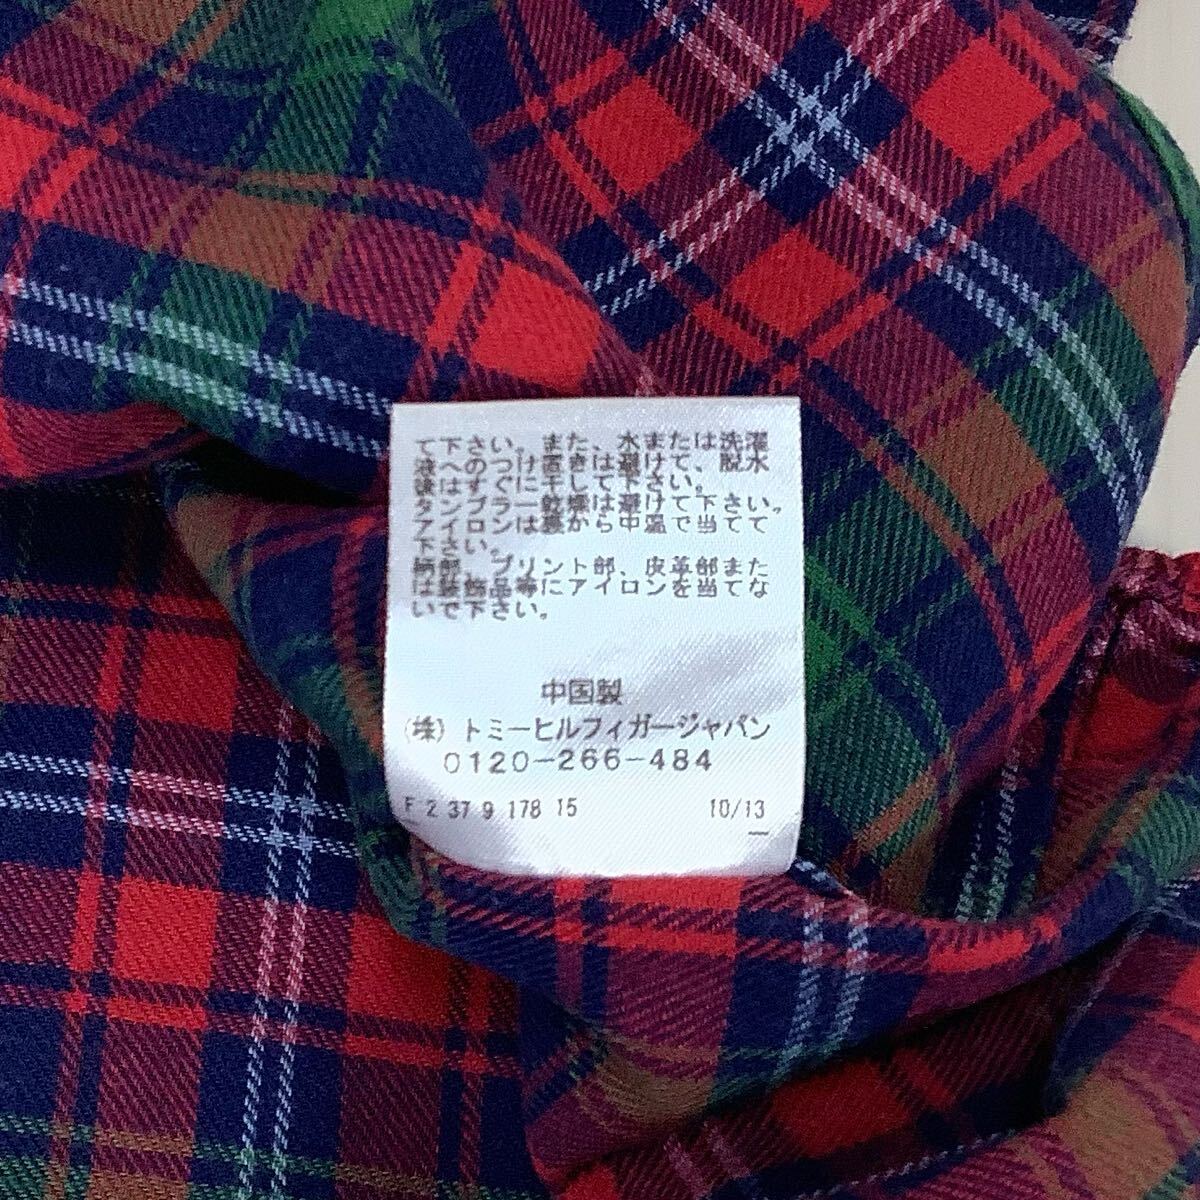 て下さい。また、水または洗濯
液へのつけ置きは避けて、脱水
後はすぐに干して下さい。
タンブラー乾燥は避けて下さい。
アイロンは裏から中温で当てて
下さい。
柄部、プリント部、皮革部また
は装飾品等にアイロンを当てな
いで下さい。
中国製
(株) トミーヒルフィガージャパン
0120-266-484
F 2 37 9 178 15 10/13